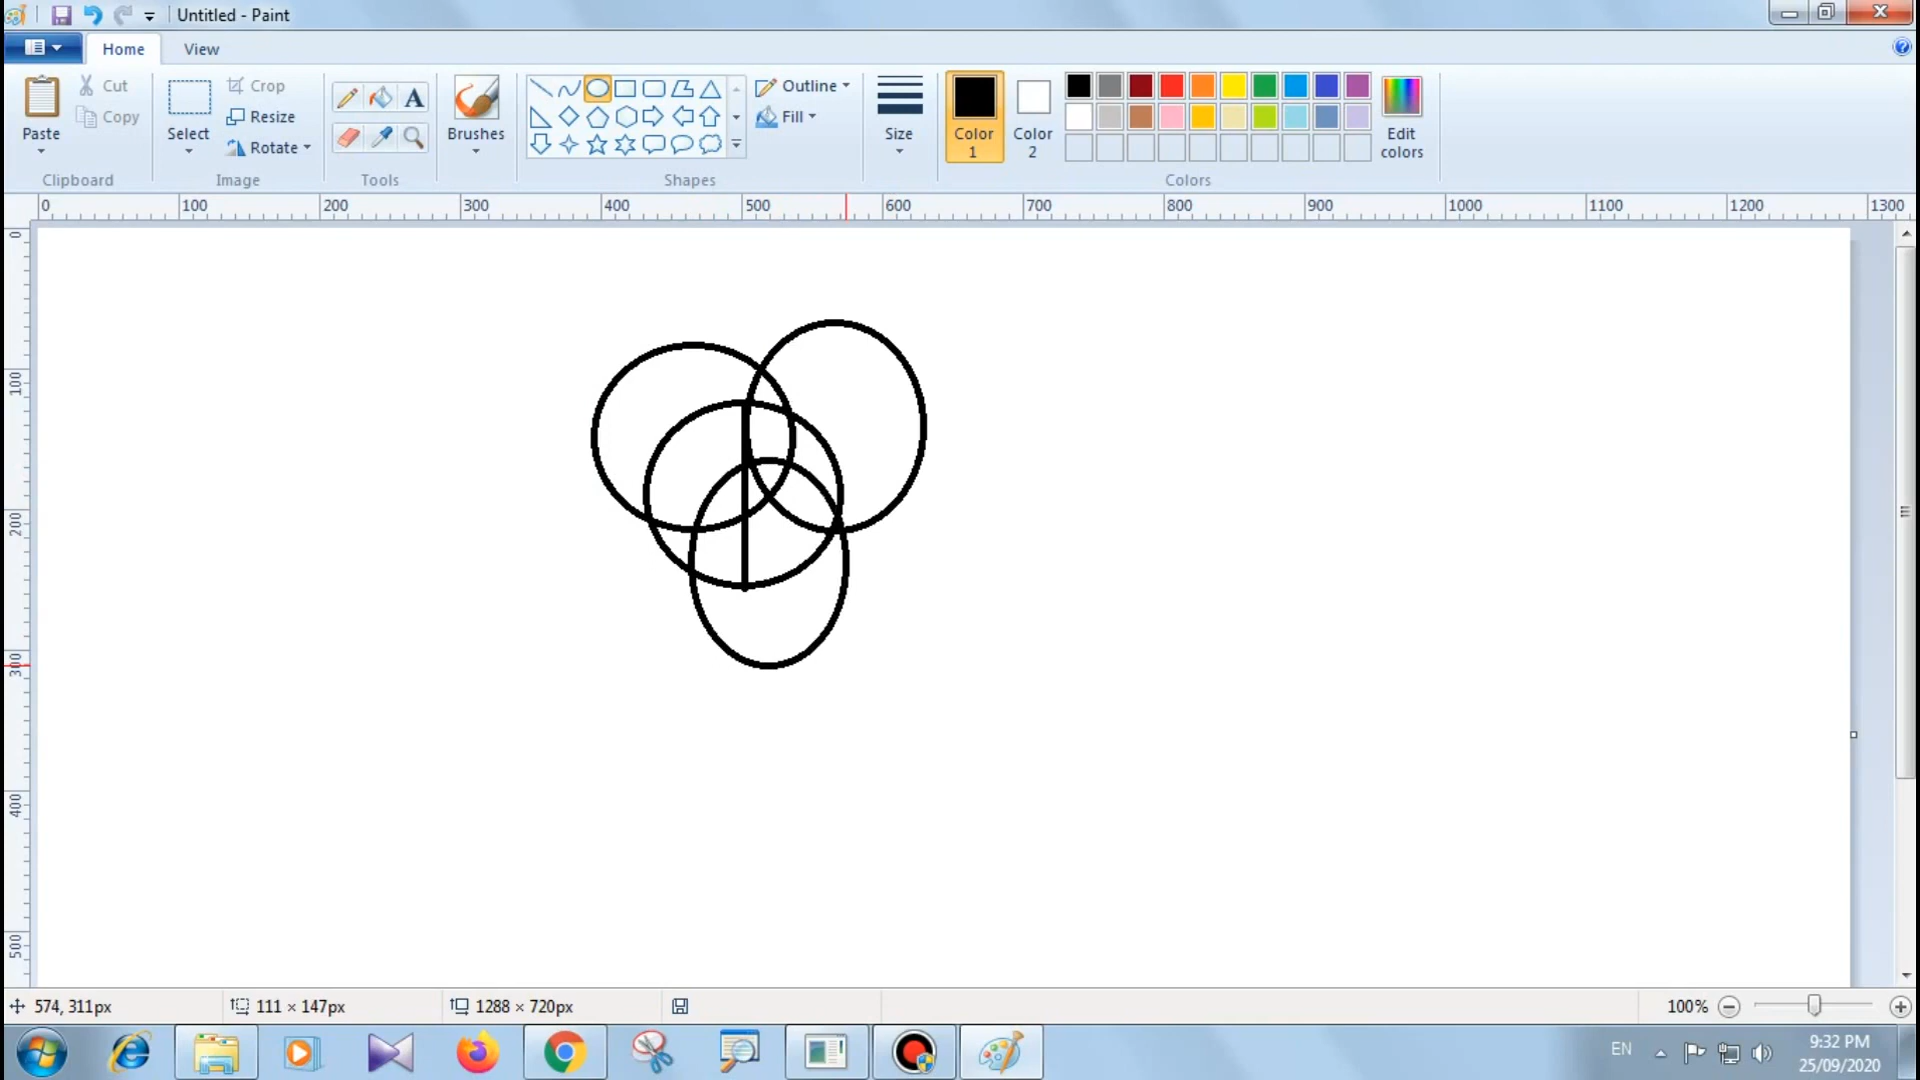 Untitled - Paint
Home View
Paste
Cut
Copy
Clipboard
Select
Crop
Resize
Rotate
Image
A
Tools
Brushes
Shapes
Outline
Fill
Size
Color 1
Color 2
Edit colors
Colors
0 100 200 300 400 500 600 700 800 900 1000 1100 1200 1300
0
100
200
300
400
500
574, 311px
111 × 147px
1288 × 720px
100%
EN
9:32 PM
25/09/2020